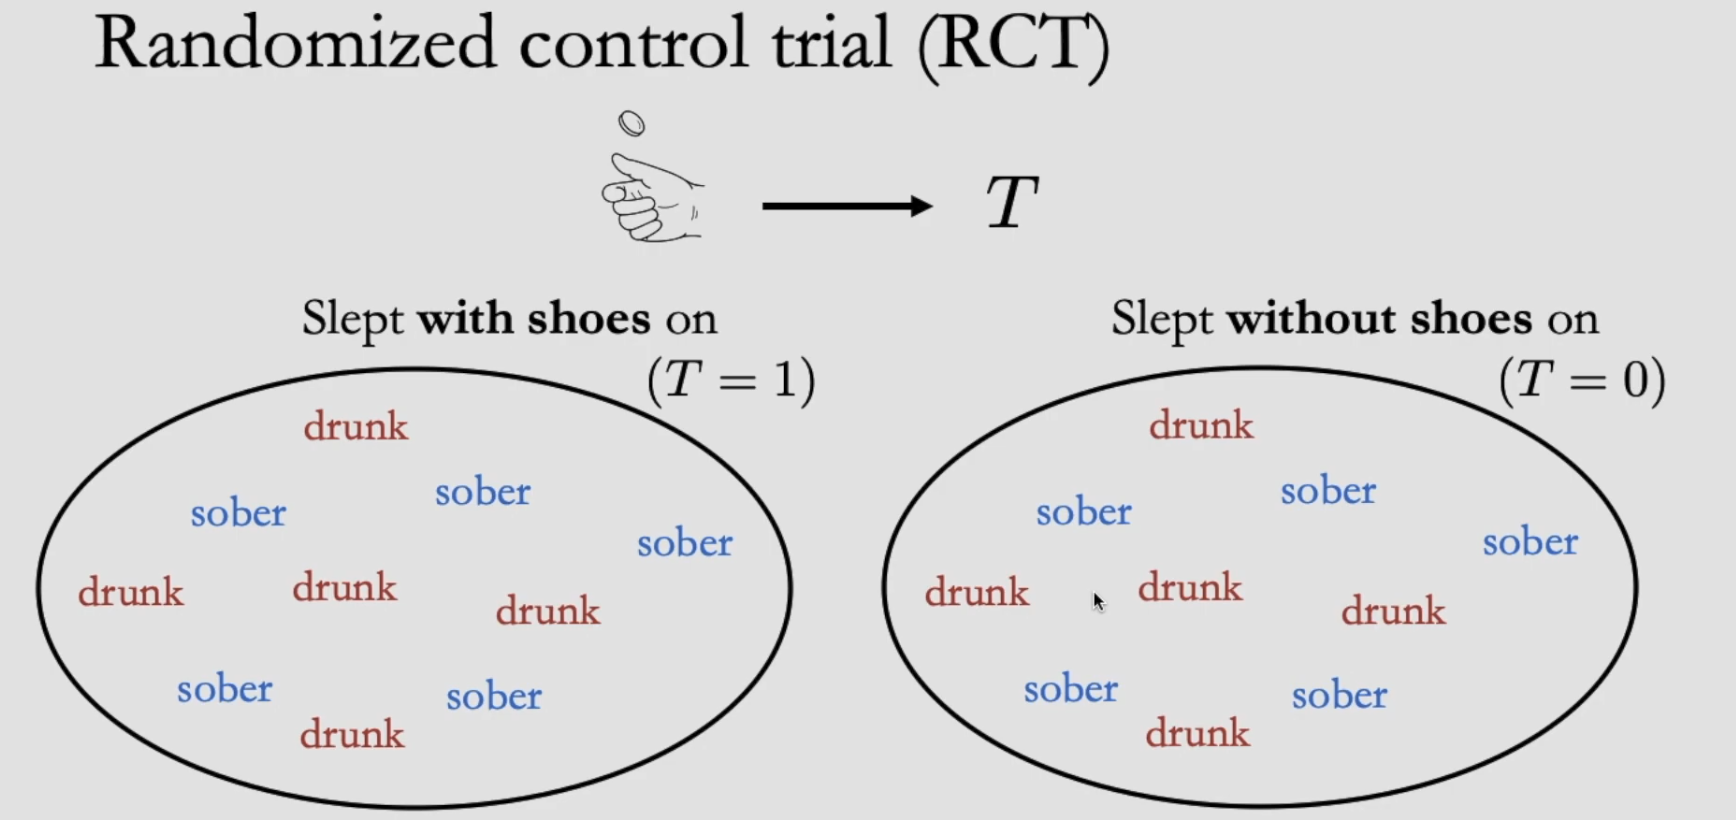 Randomized control trial (RCT)
T
Slept with shoes on
(T = 1)
drunk
sober
sober
sober
drunk
drunk
drunk
sober
sober
drunk
Slept without shoes on
(T = 0)
drunk
sober
sober
sober
drunk
drunk
drunk
sober
sober
drunk